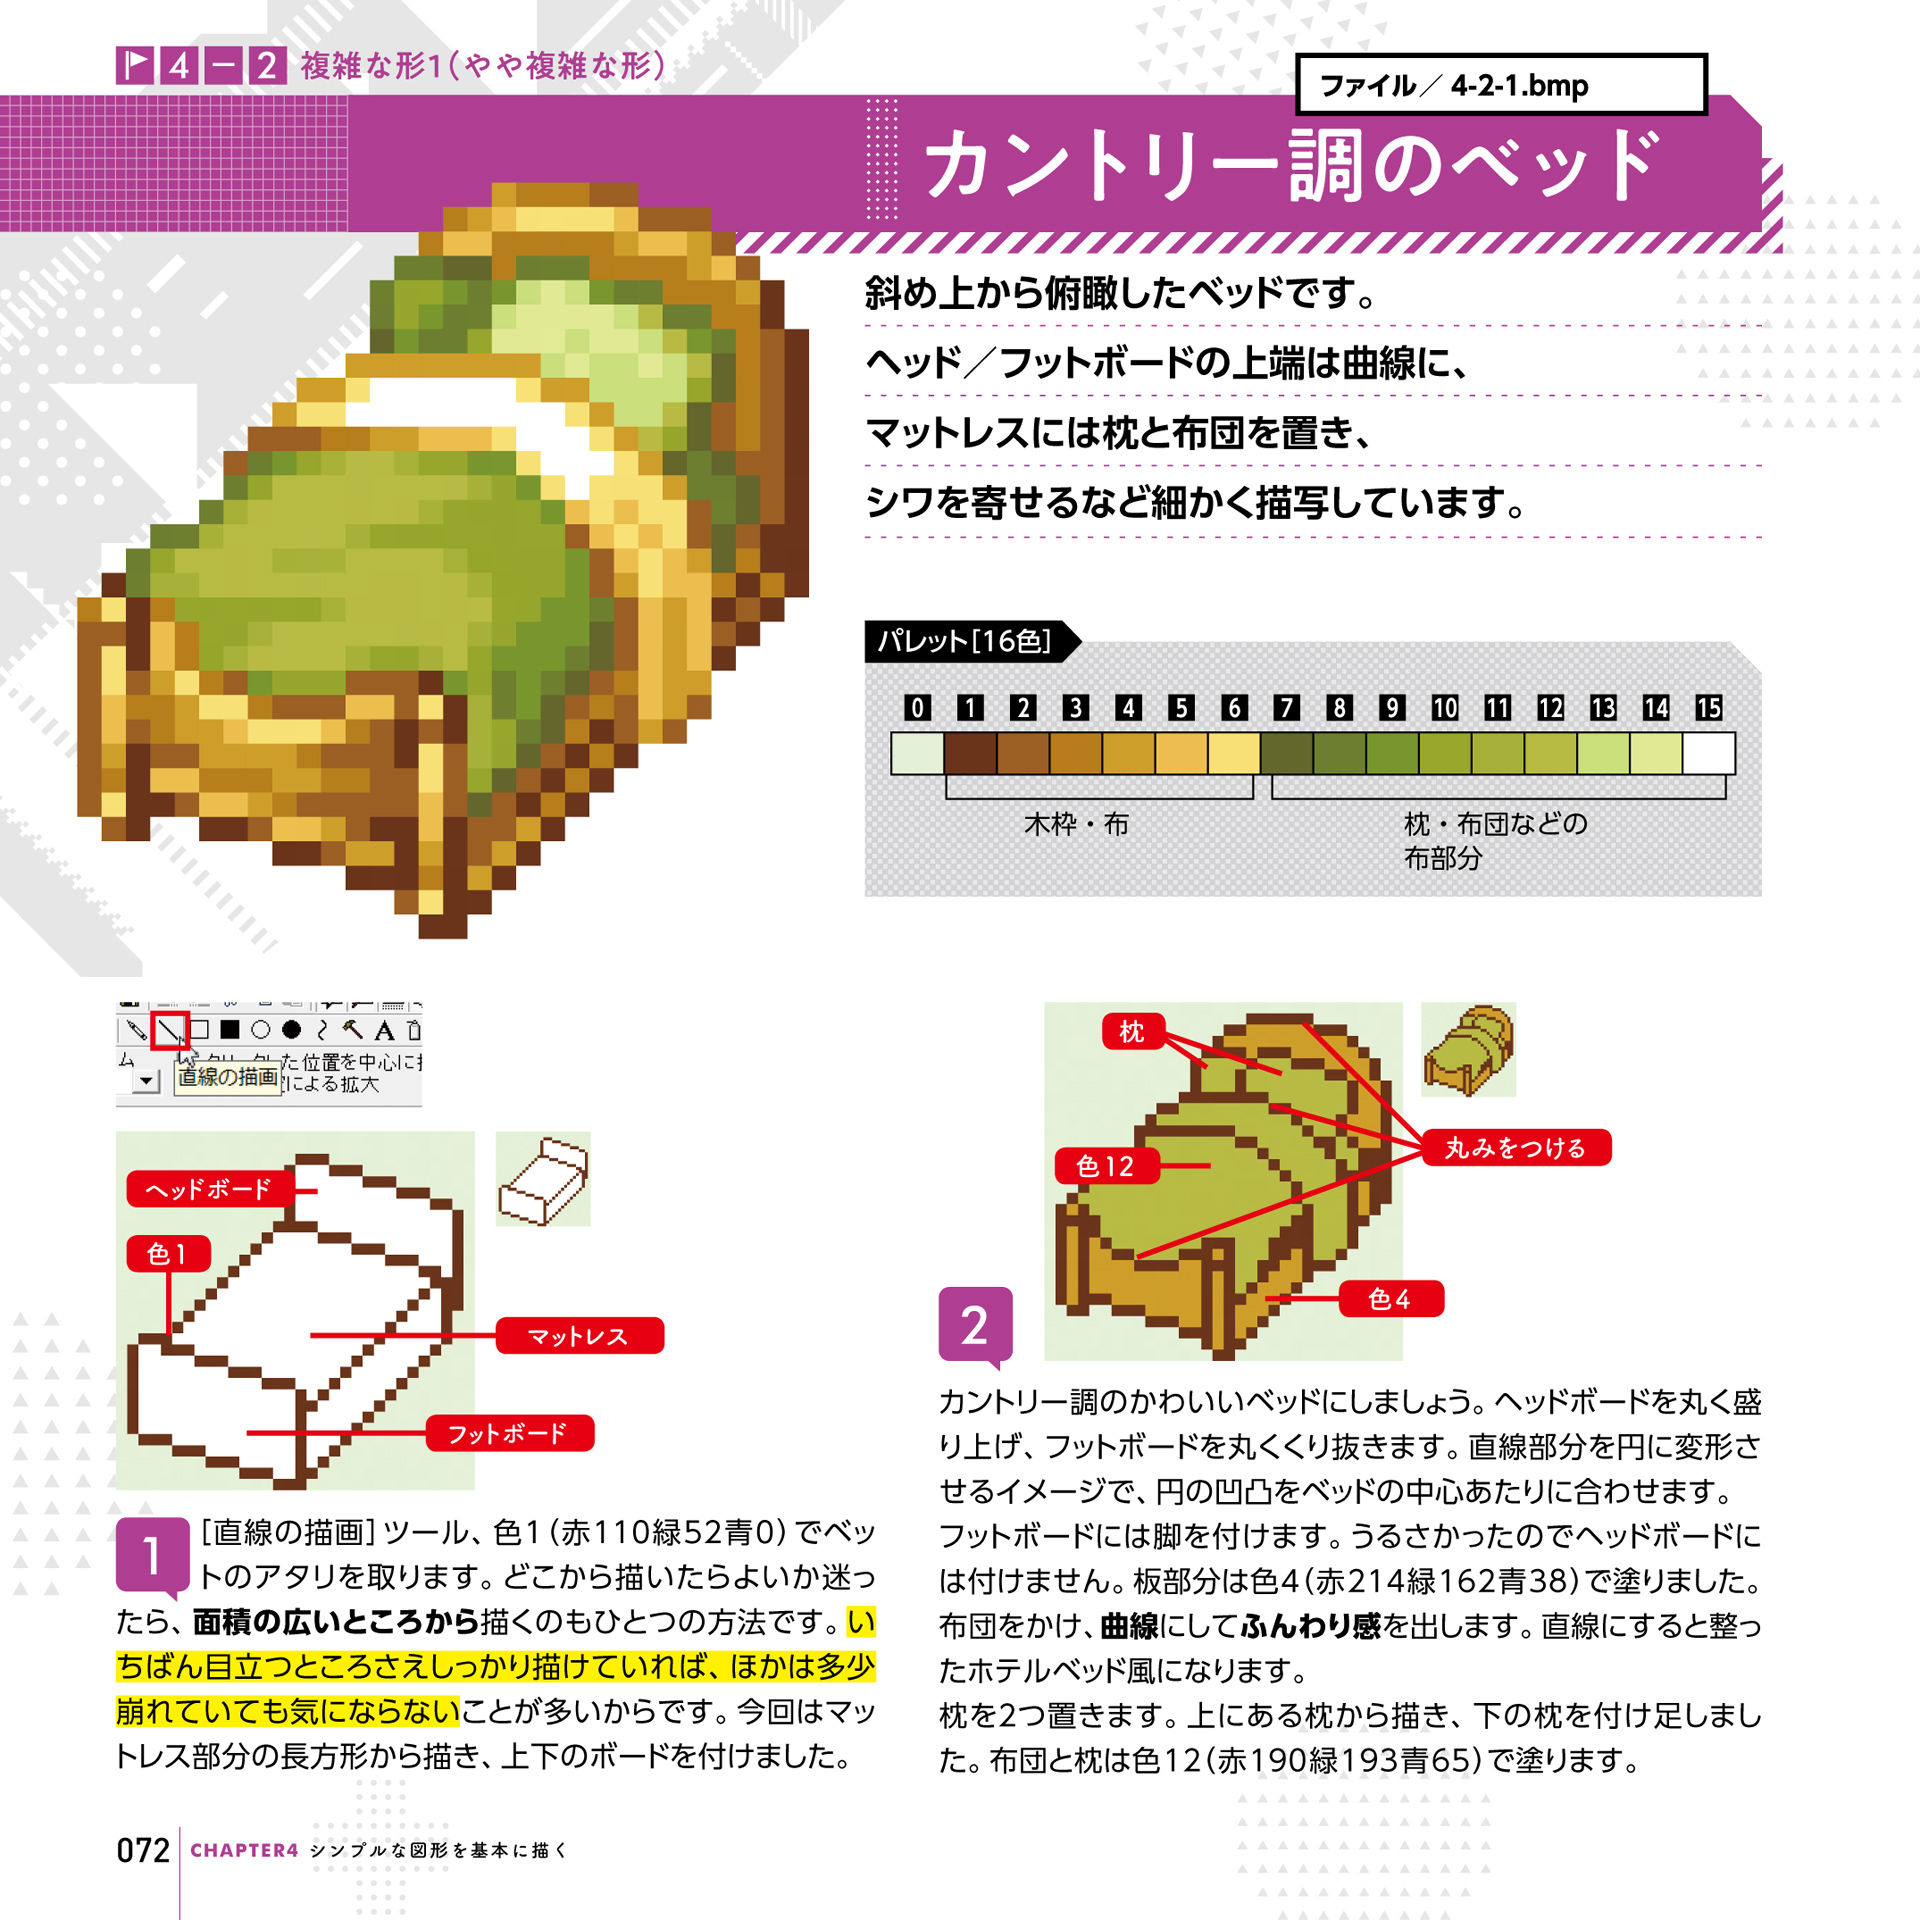 4-2 複雑な形1(やや複雑な形)
ファイル／4-2-1.bmp
カントリー調のベッド
斜め上から俯瞰したベッドです。
ヘッド／フットボードの上端は曲線に、
マットレスには枕と布団を置き、
シワを寄せるなど細かく描写しています。
パレット[16色]
0 1 2 3 4 5 6 7 8 9 10 11 12 13 14 15
木枠・布
枕・布団などの
布部分
A
ム
た位置を中心に
直線の描画
による拡大
ヘッドボード
色1
マットレス
フットボード
1
[直線の描画]ツール、色1(赤110緑52青0)でベッ
トのアタリを取ります。どこから描いたらよいか迷っ
たら、面積の広いところから描くのもひとつの方法です。い
ちばん目立つところさえしっかり描けていれば、ほかは多少
崩れていても気にならないことが多いからです。今回はマッ
トレス部分の長方形から描き、上下のボードを付けました。
枕
丸みをつける
色12
色4
2
カントリー調のかわいいベッドにしましょう。ヘッドボードを丸く盛
り上げ、フットボードを丸くくり抜きます。直線部分を円に変形さ
せるイメージで、円の凹凸をベッドの中心あたりに合わせます。
フットボードには脚を付けます。うるさかったのでヘッドボードに
は付けません。板部分は色4(赤214緑162青38)で塗りました。
布団をかけ、曲線にしてふんわり感を出します。直線にすると整っ
たホテルベッド風になります。
枕を2つ置きます。上にある枕から描き、下の枕を付け足しまし
た。布団と枕は色12(赤190緑193青65)で塗ります。
072 CHAPTER4 シンプルな図形を基本に描く